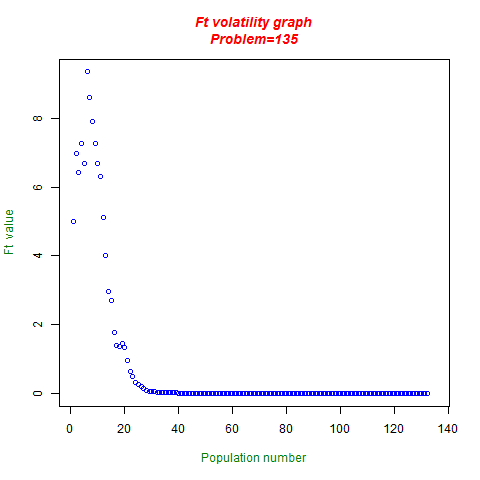 Ft volatility graph
Problem=135
Ft value
8
6
4
2
0
0 20 40 60 80 100 120 140
Population number